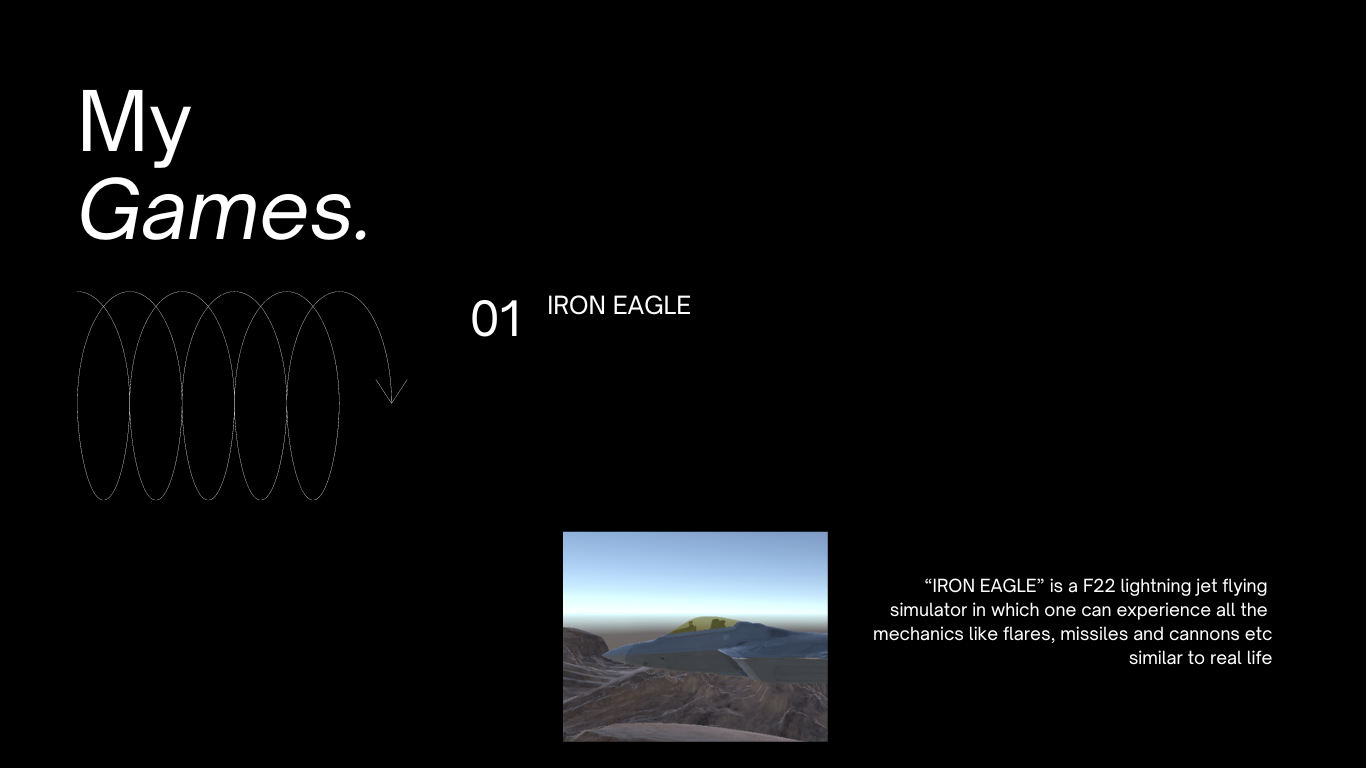 My
Games.
01
IRON EAGLE
“IRON EAGLE” is a F22 lightning jet flying
simulator in which one can experience all the
mechanics like flares, missiles and cannons etc
similar to real life